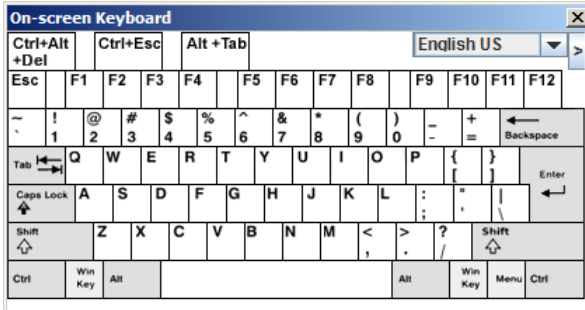 On-screen Keyboard X
Ctrl+Alt +Del Ctrl+Esc Alt +Tab English US >
Esc F1 F2 F3 F4 F5 F6 F7 F8 F9 F10 F11 F12
~ ! @ # $ % ^ & * ( ) _ +
` 1 2 3 4 5 6 7 8 9 0 - = Backspace
Tab Q W E R T Y U I O P { }
[ ] Enter
Caps Lock A S D F G H J K L : " |
; ' \
Shift Z X C V B N M < > ? Shift
, . /
Ctrl Win Key Alt Alt Win Key Menu Ctrl